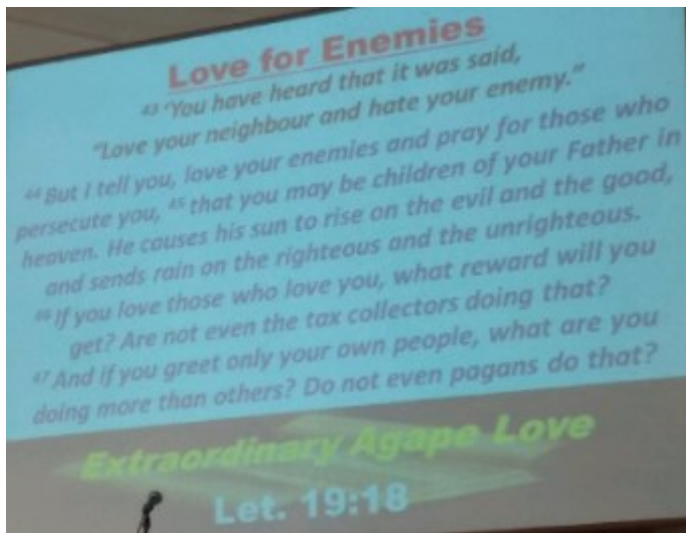 Love for Enemies
43 ‘You have heard that it was said,
“Love your neighbour and hate your enemy.”
44 But I tell you, love your enemies and pray for those who
persecute you, 45 that you may be children of your Father in
heaven. He causes his sun to rise on the evil and the good,
and sends rain on the righteous and the unrighteous.
46 If you love those who love you, what reward will you
get? Are not even the tax collectors doing that?
47 And if you greet only your own people, what are you
doing more than others? Do not even pagans do that?
Extraordinary Agape Love
Let. 19:18